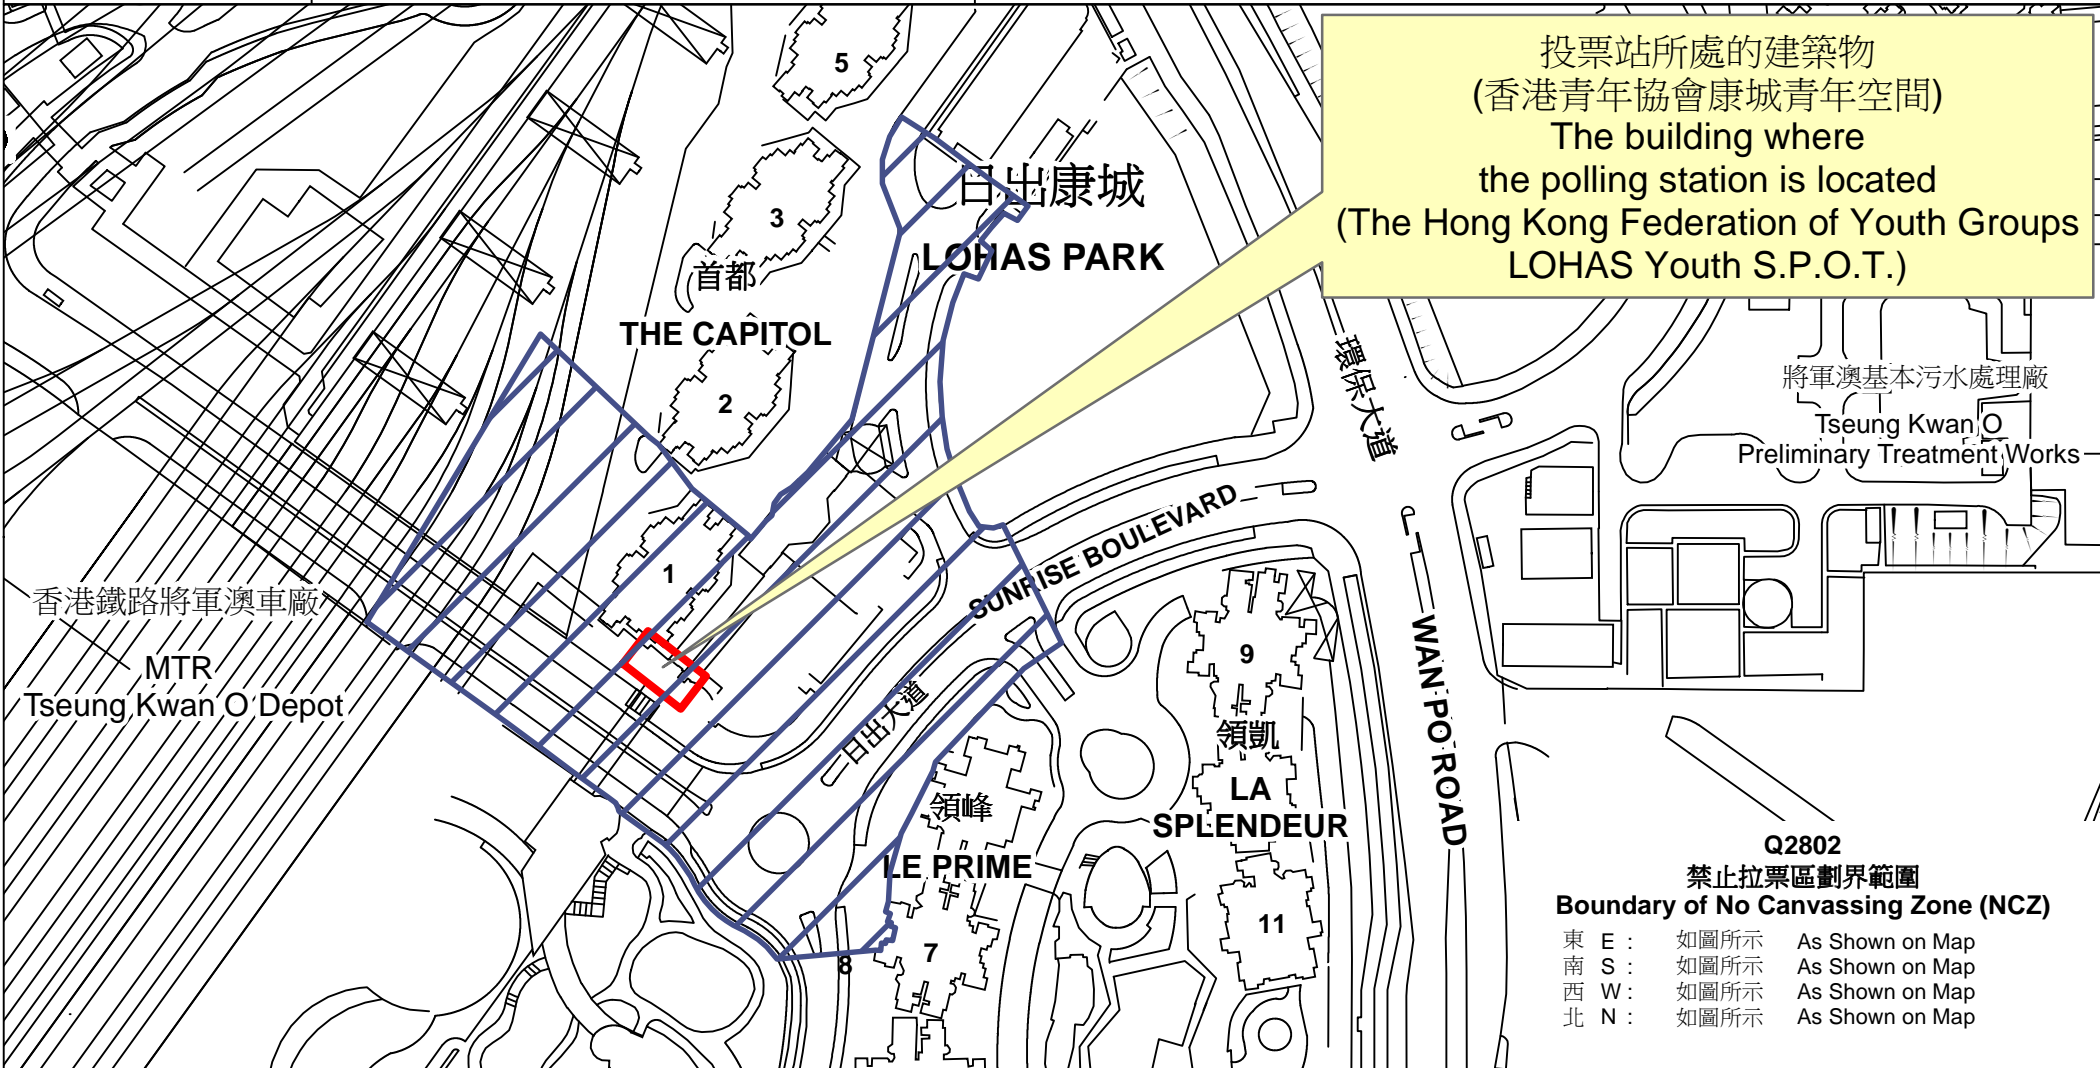 投票站所處的建築物
(香港青年協會康城青年空間)
The building where
the polling station is located
(The Hong Kong Federation of Youth Groups
LOHAS Youth S.P.O.T.)
5
3
首都
THE CAPITOL
2
1
日出康城
LOHAS PARK
環保大道
WAN PO ROAD
將軍澳基本污水處理廠
Tseung Kwan O
Preliminary Treatment Works
SUNRISE BOULEVARD
日出大道
香港鐵路將軍澳車廠
MTR
Tseung Kwan O Depot
9
領凱
LA
SPLENDEUR
11
領峰
LE PRIME
7
8
Q2802
禁止拉票區劃界範圍
Boundary of No Canvassing Zone (NCZ)
東 E : 如圖所示 As Shown on Map
南 S : 如圖所示 As Shown on Map
西 W : 如圖所示 As Shown on Map
北 N : 如圖所示 As Shown on Map